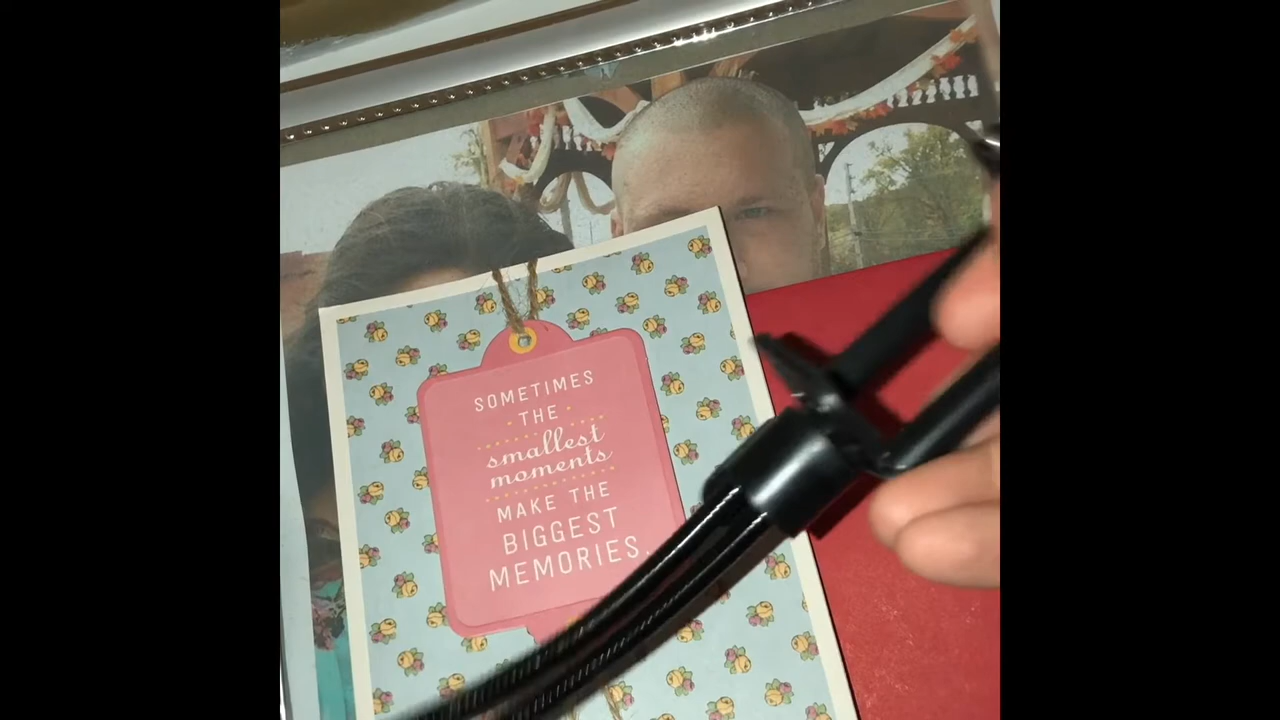 SOMETIMES
THE
smallest
moments
MAKE THE
BIGGEST
MEMORIES.